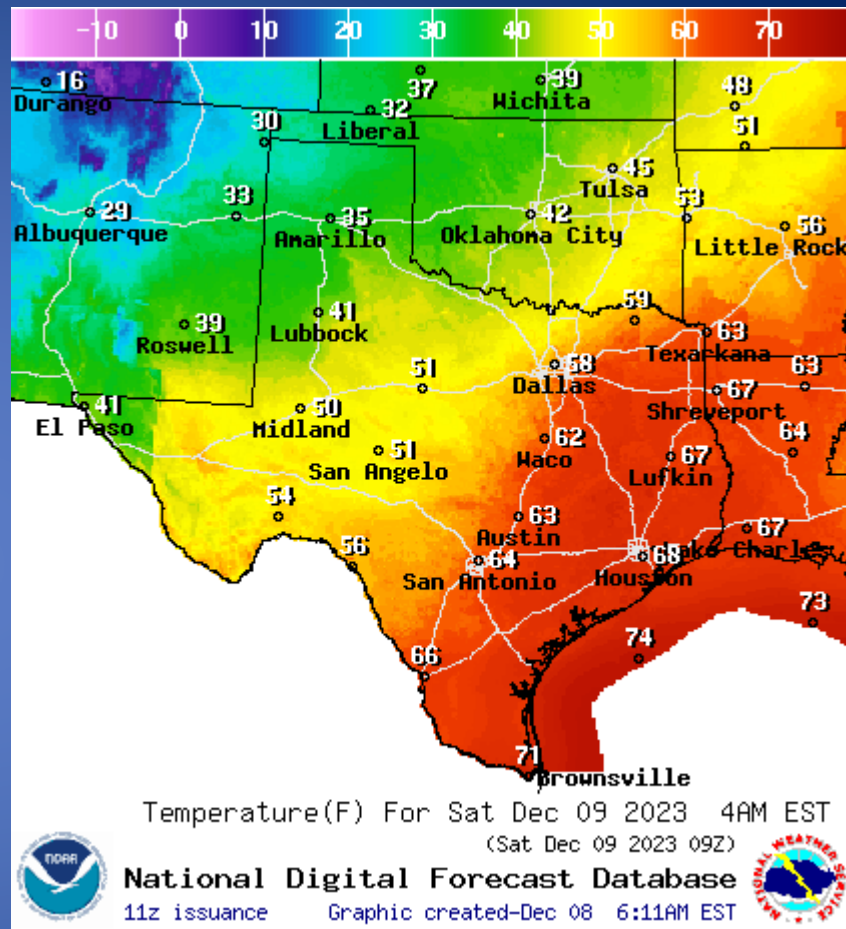 -10 0 10 20 30 40 50 60 70
16
Durango
37
39
Wichita
32
Liberal
48
51
30
45
Tulsa
29
Albuquerque
33
35
Amarillo
42
Oklahoma City
53
56
Little Rock
39
Roswell
41
Lubbock
59
63
Texarkana
58
Dallas
51
63
67
Shreveport
41
El Paso
50
Midland
62
Waco
64
51
San Angelo
67
Lufkin
54
63
Austin
67
Lake Charles
56
64
San Antonio
68
Houston
73
74
66
71
Brownsville
Temperature(F) For Sat Dec 09 2023 4AM EST
(Sat Dec 09 2023 09Z)
NOAA
NATIONAL WEATHER SERVICE
National Digital Forecast Database
11z issuance Graphic created-Dec 08 6:11AM EST